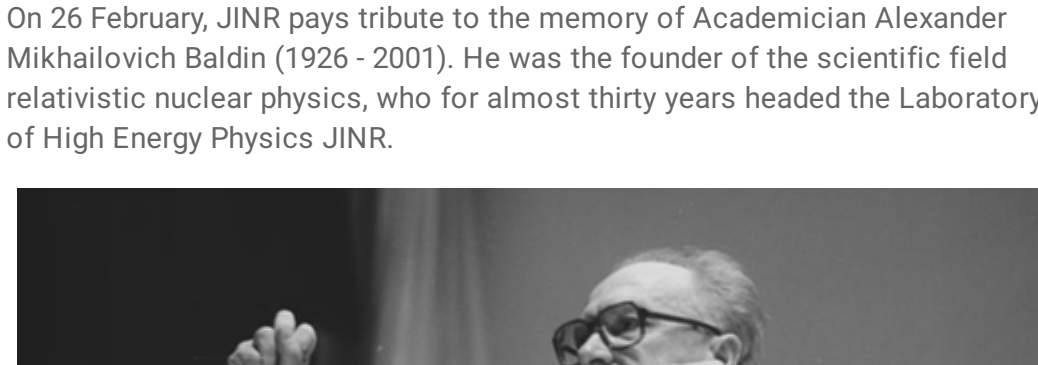 On 26 February, JINR pays tribute to the memory of Academician Alexander
Mikhailovich Baldin (1926 - 2001). He was the founder of the scientific field
relativistic nuclear physics, who for almost thirty years headed the Laboratory
of High Energy Physics JINR.